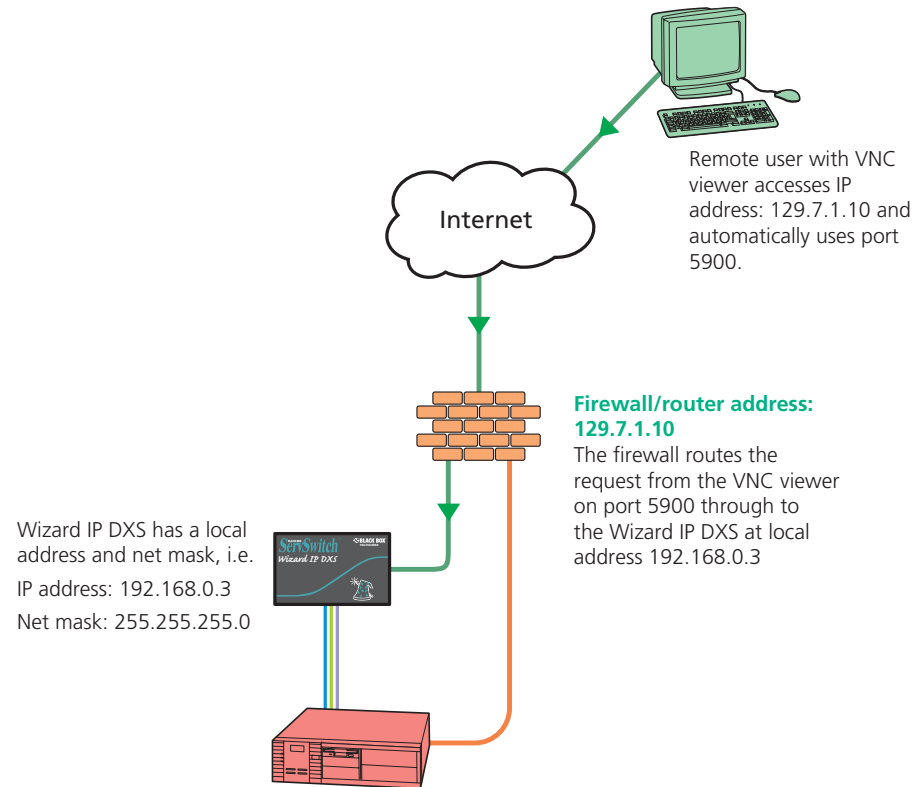 Remote user with VNC
viewer accesses IP
address: 129.7.1.10 and
automatically uses port
5900.
Internet
Firewall/router address:
129.7.1.10
The firewall routes the
request from the VNC viewer
on port 5900 through to
the Wizard IP DXS at local
address 192.168.0.3
Wizard IP DXS has a local
address and net mask, i.e.
IP address: 192.168.0.3
Net mask: 255.255.255.0
ServSwitch
BLACK BOX
Wizard IP DXS